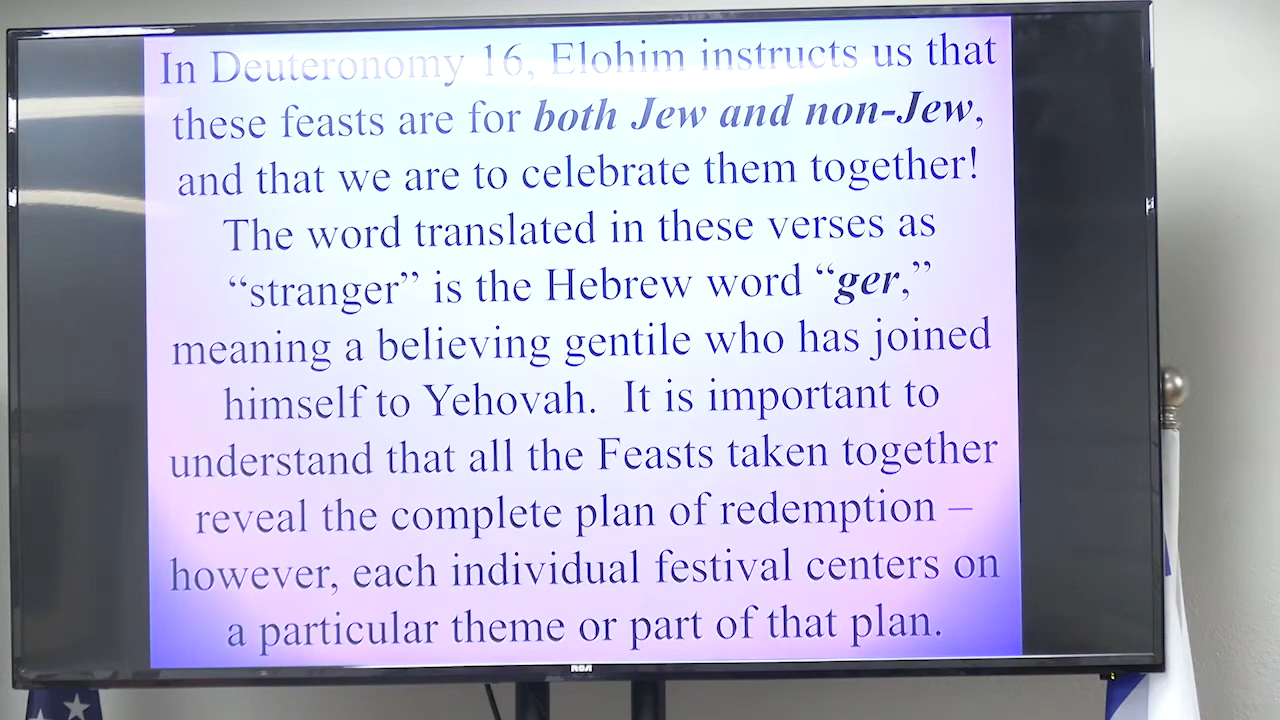 In Deuteronomy 16, Elohim instructs us that
these feasts are for both Jew and non-Jew,
and that we are to celebrate them together!
The word translated in these verses as
“stranger” is the Hebrew word “ger,”
meaning a believing gentile who has joined
himself to Yehovah. It is important to
understand that all the Feasts taken together
reveal the complete plan of redemption –
however, each individual festival centers on
a particular theme or part of that plan.
RCA